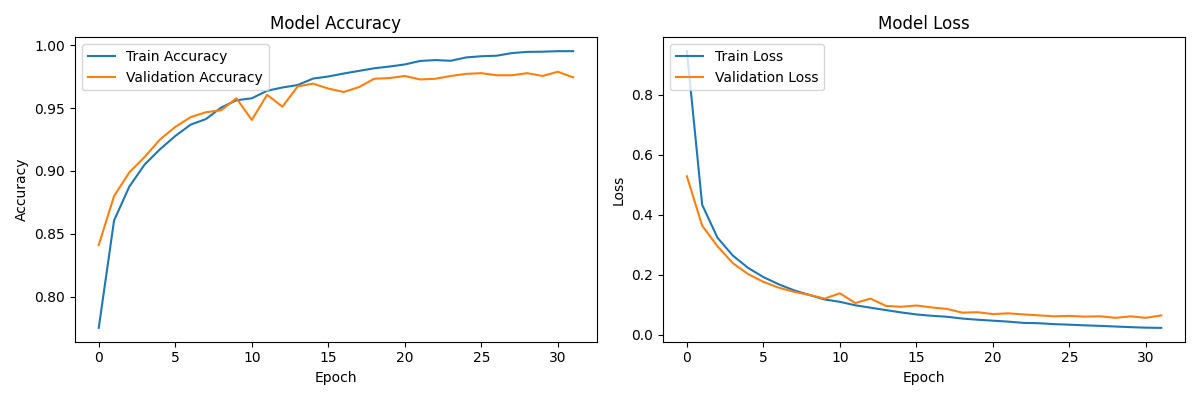 Model Accuracy
Train Accuracy
Validation Accuracy
1.00
0.95
0.90
0.85
0.80
Accuracy
0 5 10 15 20 25 30
Epoch
Model Loss
Train Loss
Validation Loss
0.8
0.6
0.4
0.2
0.0
Loss
0 5 10 15 20 25 30
Epoch